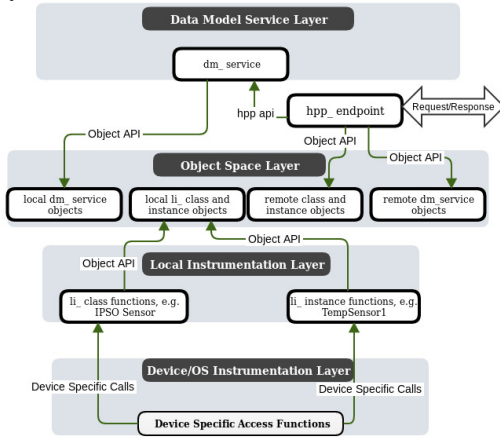 Data Model Service Layer
dm_ service
hpp api
hpp_ endpoint
Request/Response
Object API
Object API
Object API
Object Space Layer
local dm_ service
objects
local li_ class and
instance objects
remote class and
instance objects
remote dm_service
objects
Object API
Object API
Local Instrumentation Layer
li_ class functions, e.g.
IPSO Sensor
li_ instance functions, e.g.
TempSensor1
Device/OS Instrumentation Layer
Device Specific Calls
Device Specific Calls
Device Specific Access Functions